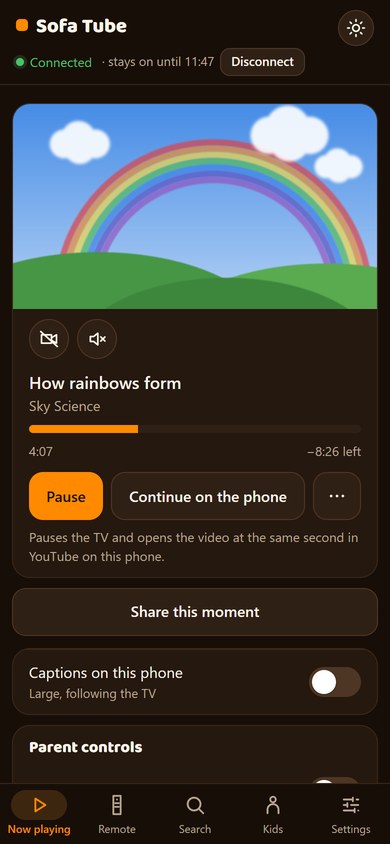 Sofa Tube
Connected · stays on until 11:47 Disconnect
How rainbows form
Sky Science
4:07 −8:26 left
Pause Continue on the phone ···
Pauses the TV and opens the video at the same second in
YouTube on this phone.
Share this moment
Captions on this phone
Large, following the TV
Parent controls
Now playing Remote Search Kids Settings